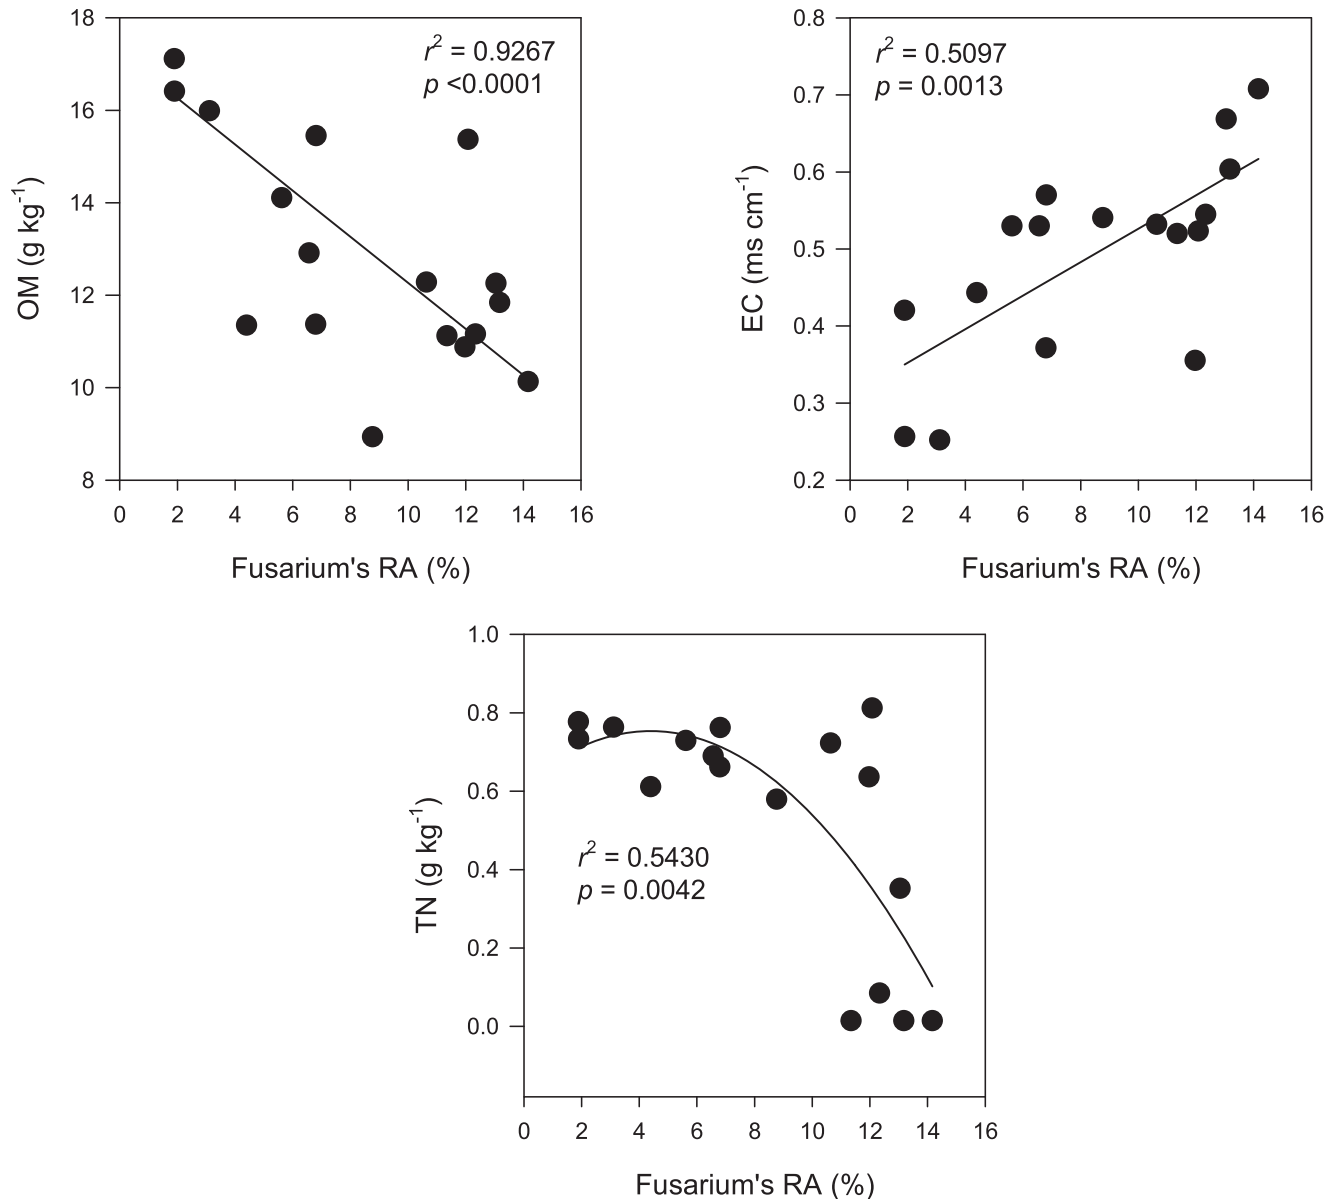 18
16
14
12
10
8
OM (g kg⁻¹)
r² = 0.9267
p <0.0001
0 2 4 6 8 10 12 14 16
Fusarium's RA (%)
0.8
0.7
0.6
0.5
0.4
0.3
0.2
EC (ms cm⁻¹)
r² = 0.5097
p = 0.0013
0 2 4 6 8 10 12 14 16
Fusarium's RA (%)
1.0
0.8
0.6
0.4
0.2
0.0
TN (g kg⁻¹)
r² = 0.5430
p = 0.0042
0 2 4 6 8 10 12 14 16
Fusarium's RA (%)